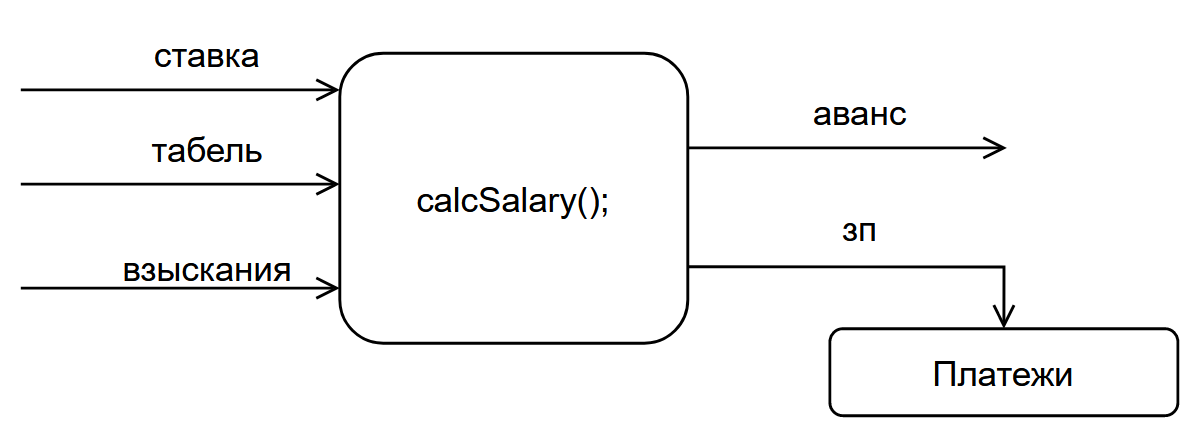 ставка
табель
взыскания
calcSalary();
аванс
зп
Платежи